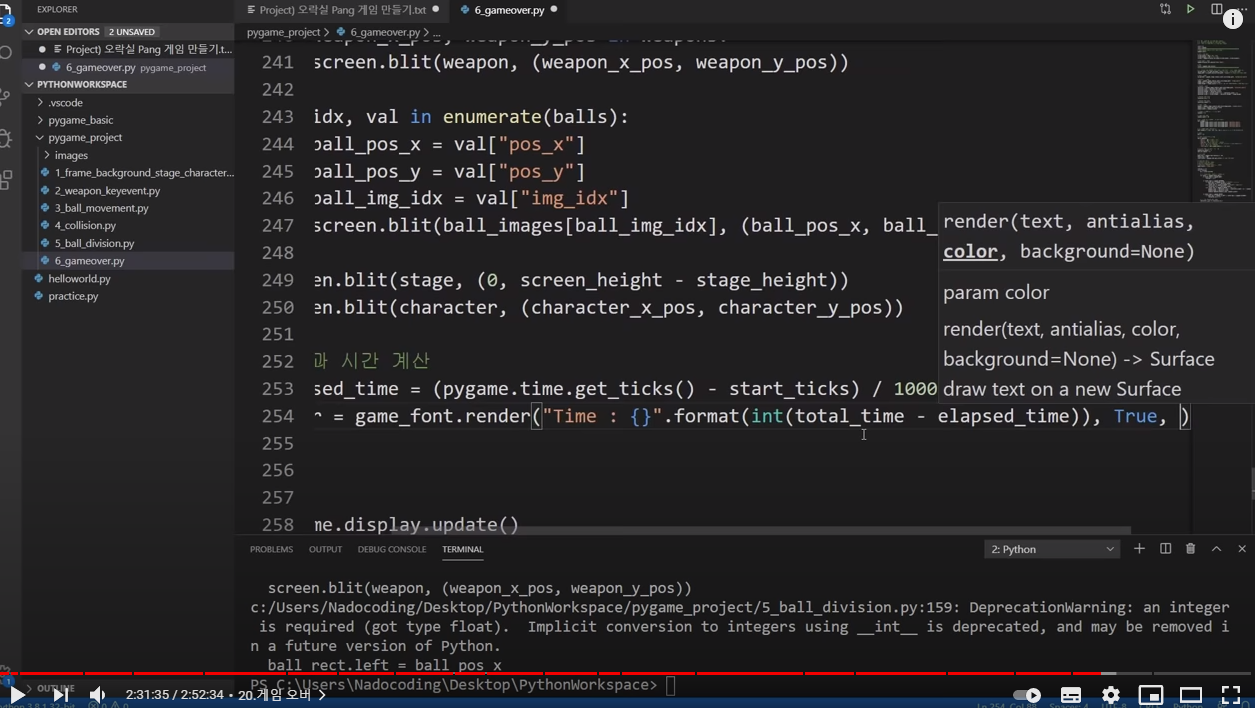 EXPLORER
OPEN EDITORS 2 UNSAVED
Project) 오락실 Pang 게임 만들기.t...
6_gameover.py pygame_project
PYTHONWORKSPACE
.vscode
pygame_basic
pygame_project
images
1_frame_background_stage_character...
2_weapon_keyevent.py
3_ball_movement.py
4_collision.py
5_ball_division.py
6_gameover.py
helloworld.py
practice.py
OUTLINE
Project) 오락실 Pang 게임 만들기.txt
6_gameover.py
pygame_project > 6_gameover.py > ...
241 screen.blit(weapon, (weapon_x_pos, weapon_y_pos))
242
243 idx, val in enumerate(balls):
244 ball_pos_x = val["pos_x"]
245 ball_pos_y = val["pos_y"]
246 ball_img_idx = val["img_idx"]
247 screen.blit(ball_images[ball_img_idx], (ball_pos_x, ball_
248
249 en.blit(stage, (0, screen_height - stage_height))
250 en.blit(character, (character_x_pos, character_y_pos))
251
252 과 시간 계산
253 sed_time = (pygame.time.get_ticks() - start_ticks) / 1000
254 r = game_font.render("Time : {}".format(int(total_time - elapsed_time)), True, )
255
256
257
258 me.display.update()
render(text, antialias,
color, background=None)
param color
render(text, antialias, color,
background=None) -> Surface
draw text on a new Surface
PROBLEMS OUTPUT DEBUG CONSOLE TERMINAL
2: Python
screen.blit(weapon, (weapon_x_pos, weapon_y_pos))
c:/Users/Nadocoding/Desktop/PythonWorkspace/pygame_project/5_ball_division.py:159: DeprecationWarning: an integer
is required (got type float). Implicit conversion to integers using __int__ is deprecated, and may be removed i
n a future version of Python.
ball_rect.left = ball_pos_x
PS C:\Users\Nadocoding\Desktop\PythonWorkspace>
2:31:35 / 2:52:34 • 20.게임 오버 >